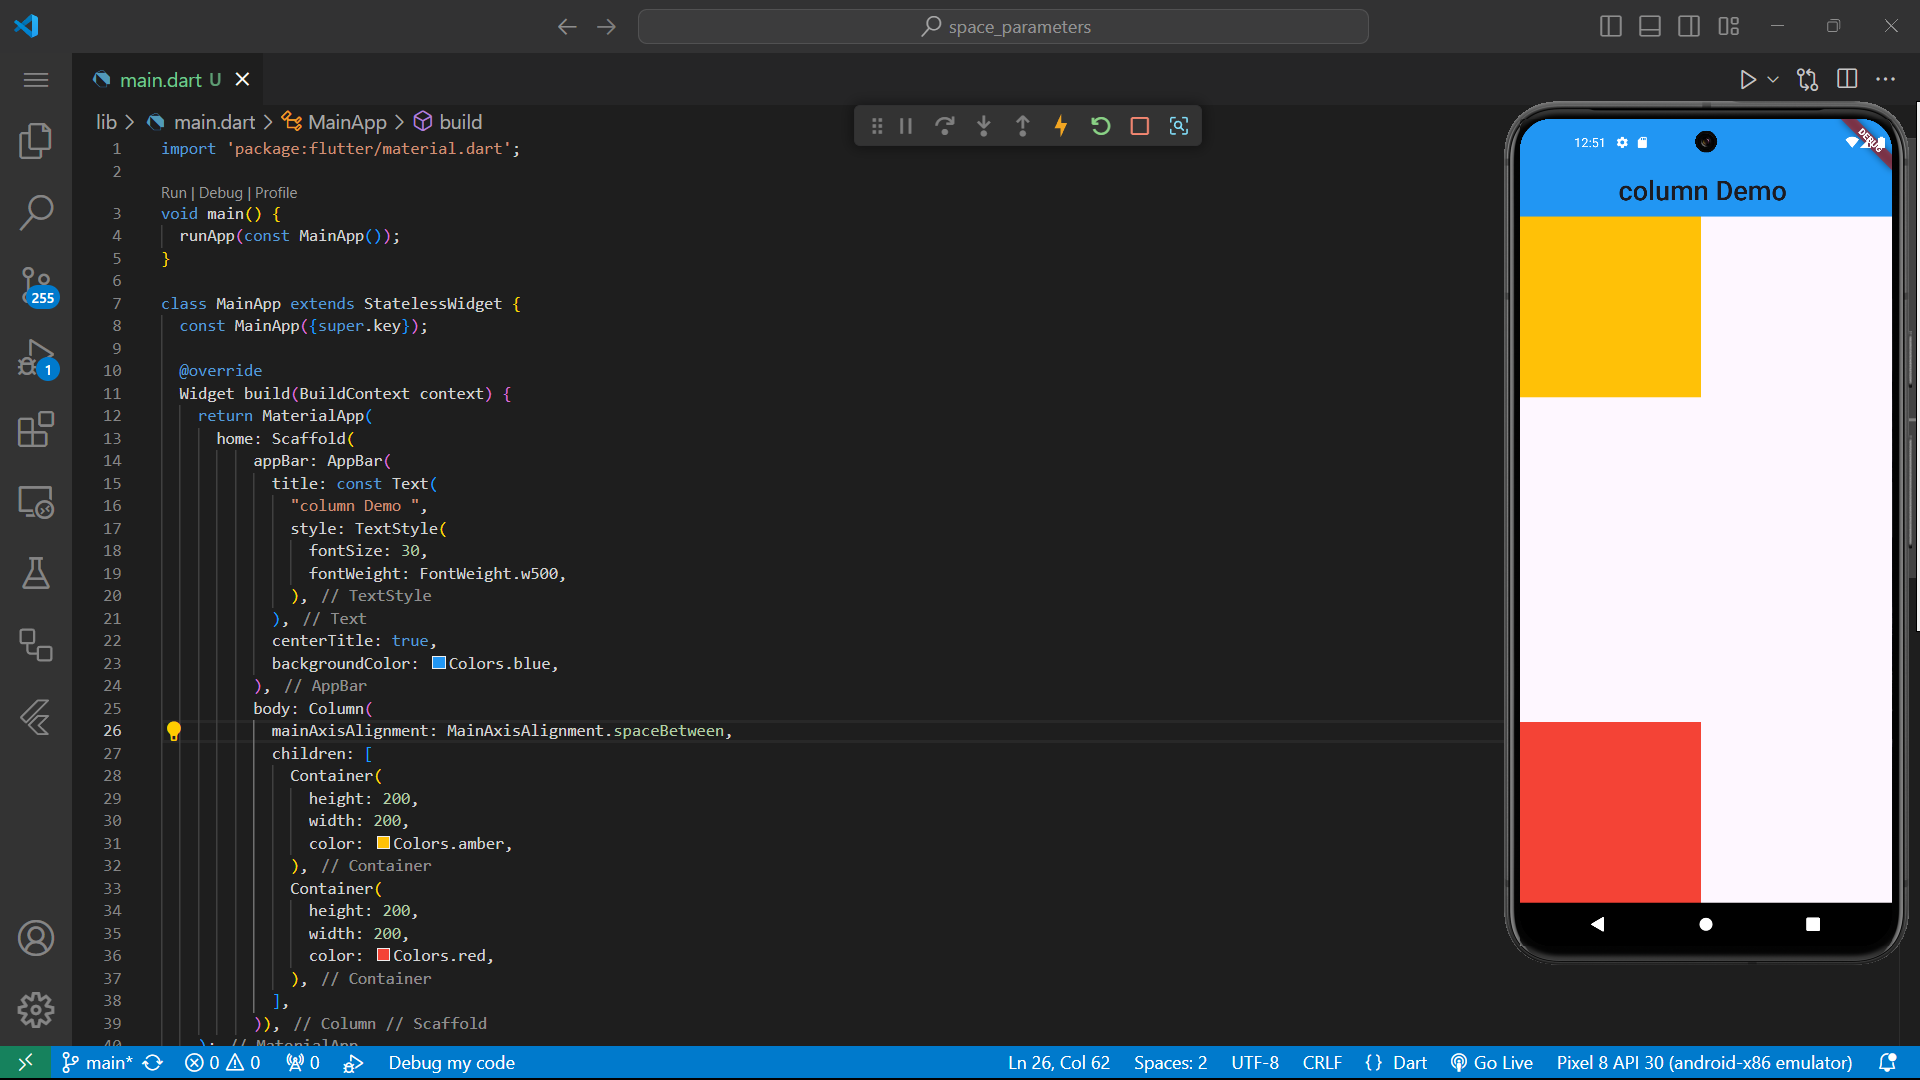 space_parameters
main.dart U
lib > main.dart > MainApp > build
1 import 'package:flutter/material.dart';
2
Run | Debug | Profile
3 void main() {
4 runApp(const MainApp());
5 }
6
7 class MainApp extends StatelessWidget {
8 const MainApp({super.key});
9
10 @override
11 Widget build(BuildContext context) {
12 return MaterialApp(
13 home: Scaffold(
14 appBar: AppBar(
15 title: const Text(
16 "column Demo ",
17 style: TextStyle(
18 fontSize: 30,
19 fontWeight: FontWeight.w500,
20 ), // TextStyle
21 ), // Text
22 centerTitle: true,
23 backgroundColor: Colors.blue,
24 ), // AppBar
25 body: Column(
26 mainAxisAlignment: MainAxisAlignment.spaceBetween,
27 children: [
28 Container(
29 height: 200,
30 width: 200,
31 color: Colors.amber,
32 ), // Container
33 Container(
34 height: 200,
35 width: 200,
36 color: Colors.red,
37 ), // Container
38 ],
39 )), // Column // Scaffold
40 ); // MaterialApp
255
1
12:51
DEBUG
column Demo
main* 0 0 0 Debug my code Ln 26, Col 62 Spaces: 2 UTF-8 CRLF {} Dart Go Live Pixel 8 API 30 (android-x86 emulator)